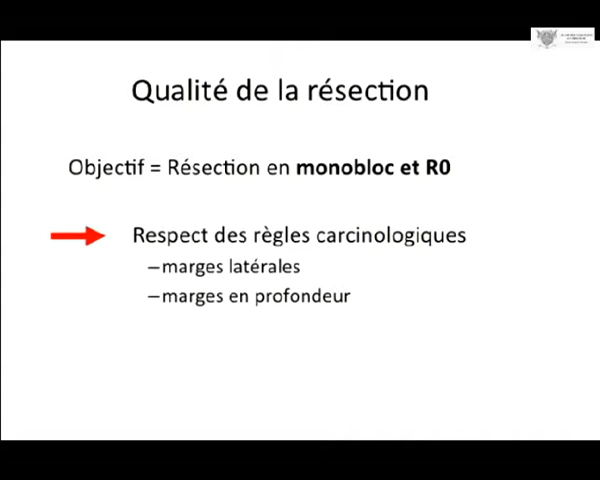 Qualité de la résection
Objectif = Résection en monobloc et R0
Respect des règles carcinologiques
–marges latérales
–marges en profondeur